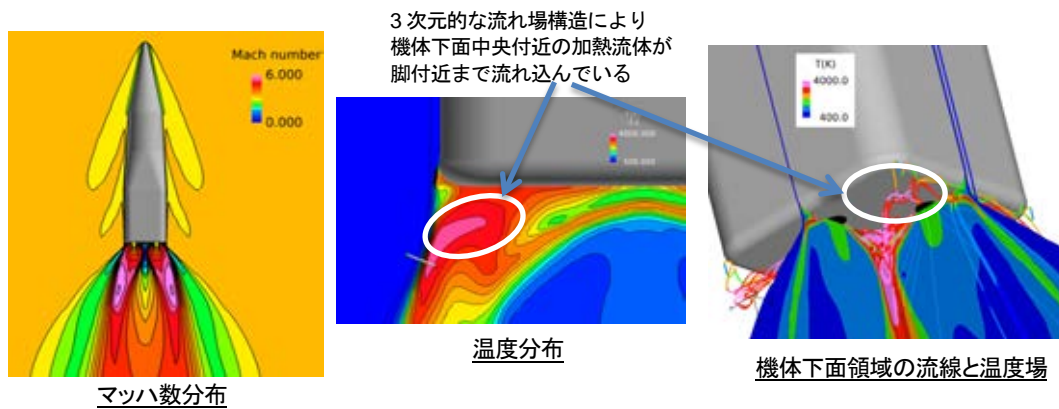 3 次元的な流れ場構造により
機体下面中央付近の加熱流体が
脚付近まで流れ込んでいる
Mach number
6.000
0.000
T(K)
4000.0
400.0
温度分布
機体下面領域の流線と温度場
マッハ数分布